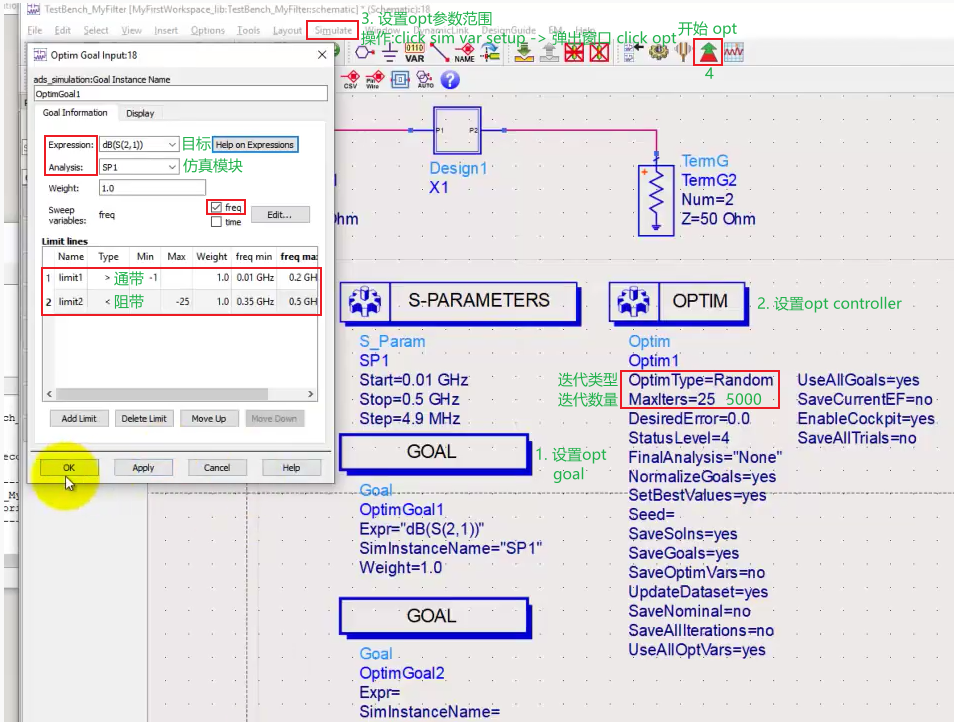 TestBench_MyFilter [MyFirstWorkspace_lib:TestBench_MyFilter:schematic] * (Schematic):18
3. 设置opt参数范围
File Edit Select View Insert Options Tools Layout Simulate Window DynamicLink DesignGuide EM Help
操作:click sim var setup -> 弹出窗口 click opt
开始 opt
4
0110
VAR
NAME
CSV
Pin
Wire
AUTO
?
Optim Goal Input:18
ads_simulation:Goal Instance Name
OptimGoal1
Goal Information Display
Expression: dB(S(2,1)) 目标 Help on Expressions
Analysis: SP1 仿真模块
Weight: 1.0
Sweep
variables:
freq
freq
time
Edit...
Limit lines
Name Type Min Max Weight freq min freq ma
1 limit1 > 通带 -1 1.0 0.01 GHz 0.2 GH
2 limit2 < 阻带 -25 1.0 0.35 GHz 0.5 GH
Add Limit Delete Limit Move Up Move Down
OK Apply Cancel Help
P1 P2
Design1
X1
hm
+
TermG
TermG2
Num=2
Z=50 Ohm
S-PARAMETERS
S_Param
SP1
Start=0.01 GHz
Stop=0.5 GHz
Step=4.9 MHz
GOAL
1. 设置opt
goal
Goal
OptimGoal1
Expr="dB(S(2,1))"
SimInstanceName="SP1"
Weight=1.0
GOAL
Goal
OptimGoal2
Expr=
SimInstanceName=
OPTIM
2. 设置opt controller
Optim
Optim1
迭代类型 OptimType=Random
迭代数量 MaxIters=25 5000
DesiredError=0.0
StatusLevel=4
FinalAnalysis="None"
NormalizeGoals=yes
SetBestValues=yes
Seed=
SaveSolns=yes
SaveGoals=yes
SaveOptimVars=no
UpdateDataset=yes
SaveNominal=no
SaveAllIterations=no
UseAllOptVars=yes
UseAllGoals=yes
SaveCurrentEF=no
EnableCockpit=yes
SaveAllTrials=no